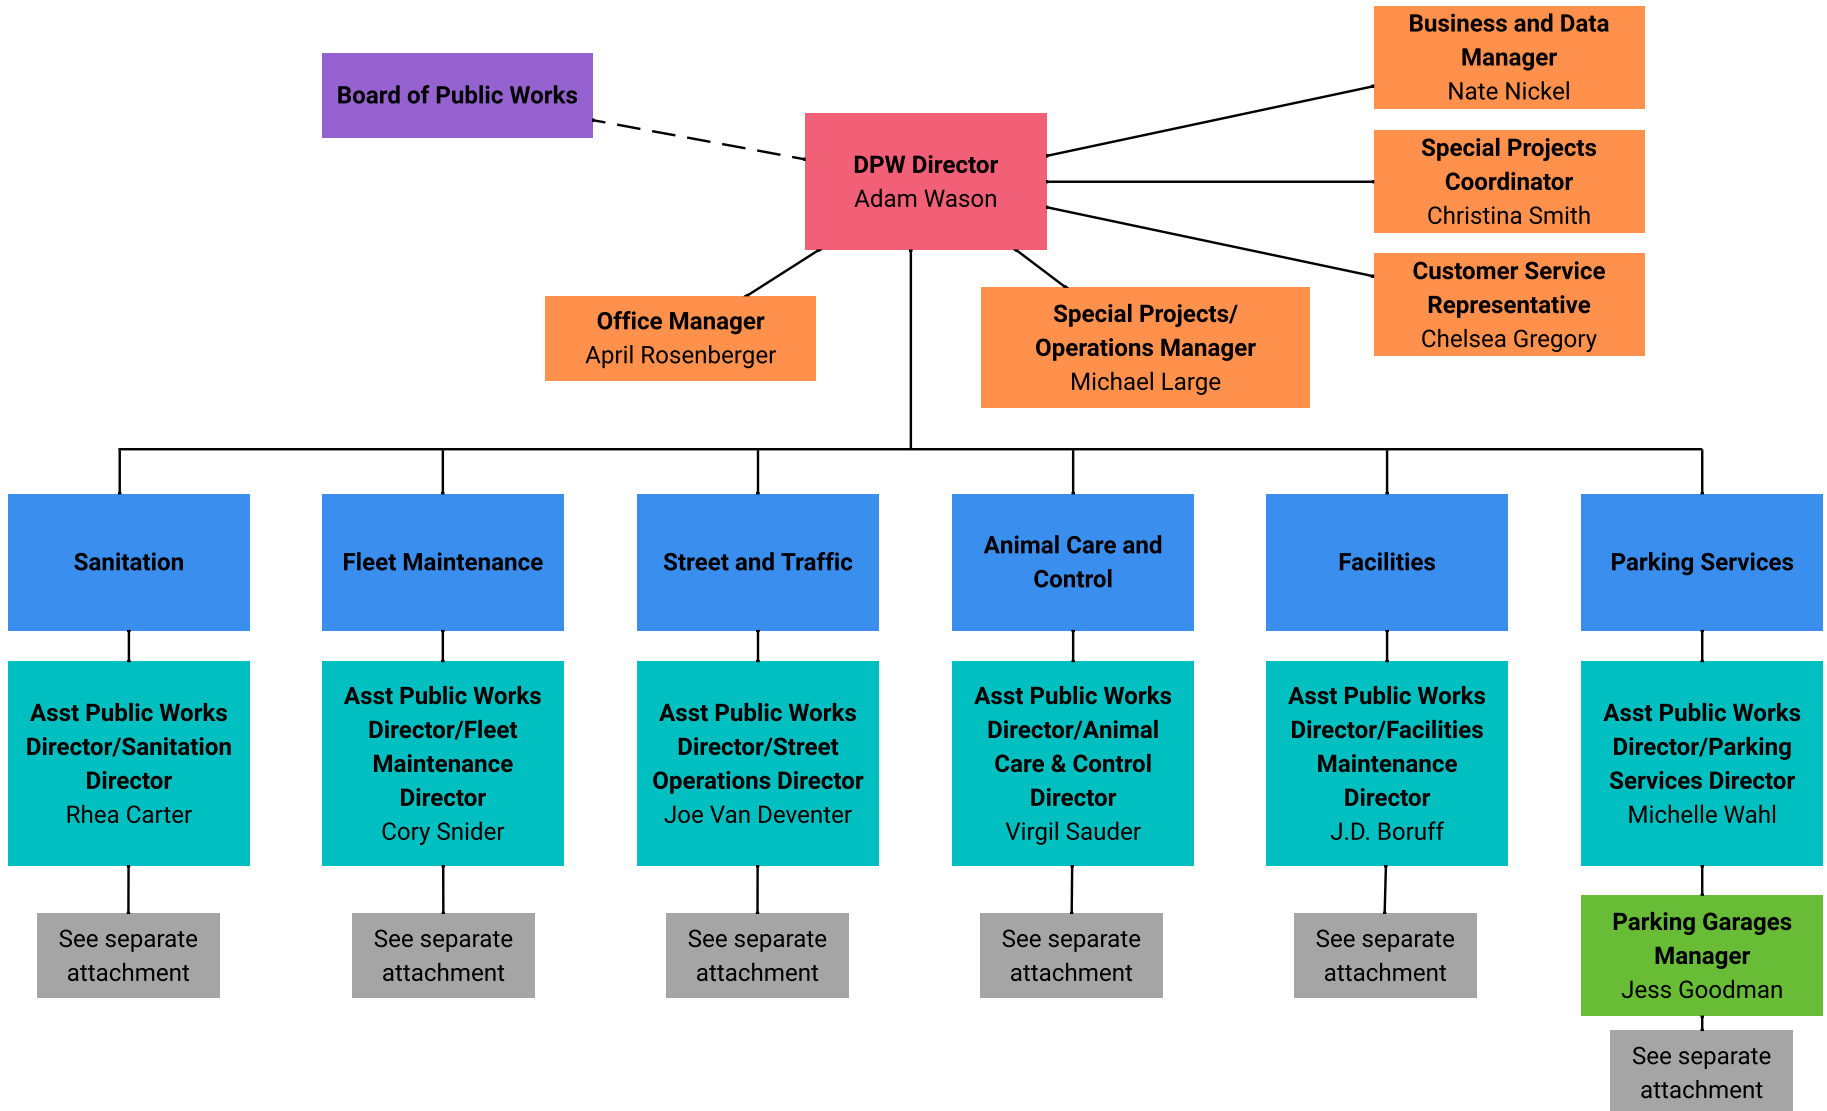 Business and Data
Manager
Nate Nickel
Board of Public Works
DPW Director
Adam Wason
Special Projects
Coordinator
Christina Smith
Customer Service
Representative
Chelsea Gregory
Office Manager
April Rosenberger
Special Projects/
Operations Manager
Michael Large
Sanitation
Fleet Maintenance
Street and Traffic
Animal Care and
Control
Facilities
Parking Services
Asst Public Works
Director/Sanitation
Director
Rhea Carter
Asst Public Works
Director/Fleet
Maintenance
Director
Cory Snider
Asst Public Works
Director/Street
Operations Director
Joe Van Deventer
Asst Public Works
Director/Animal
Care & Control
Director
Virgil Sauder
Asst Public Works
Director/Facilities
Maintenance
Director
J.D. Boruff
Asst Public Works
Director/Parking
Services Director
Michelle Wahl
See separate
attachment
See separate
attachment
See separate
attachment
See separate
attachment
See separate
attachment
Parking Garages
Manager
Jess Goodman
See separate
attachment